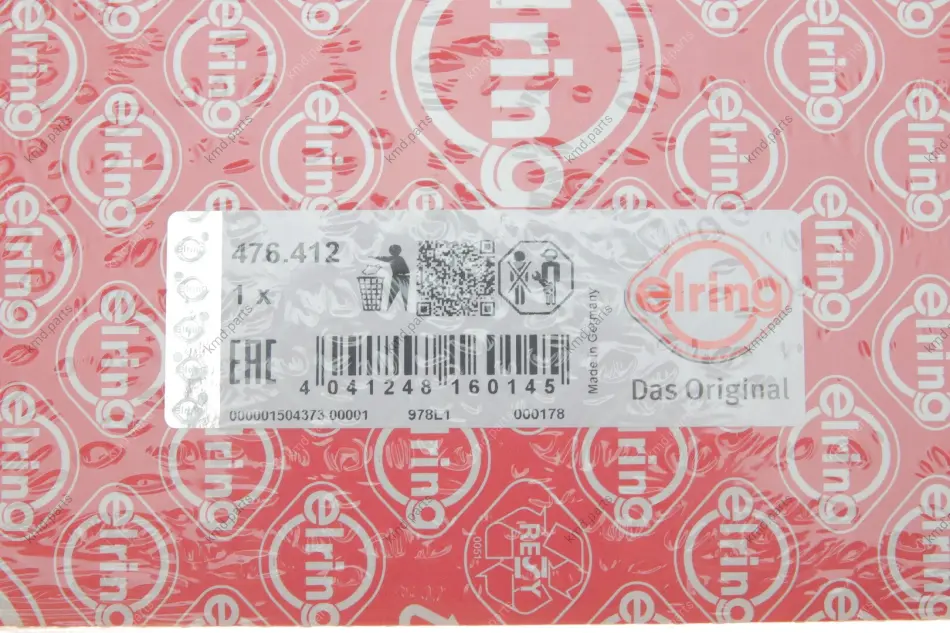 elring
476.412
1 x
EAC
4 041248 160145
000001504373 00001 978L1 000178
Made in Germany
elring
Das Original
RESY
0051
kmd.parts